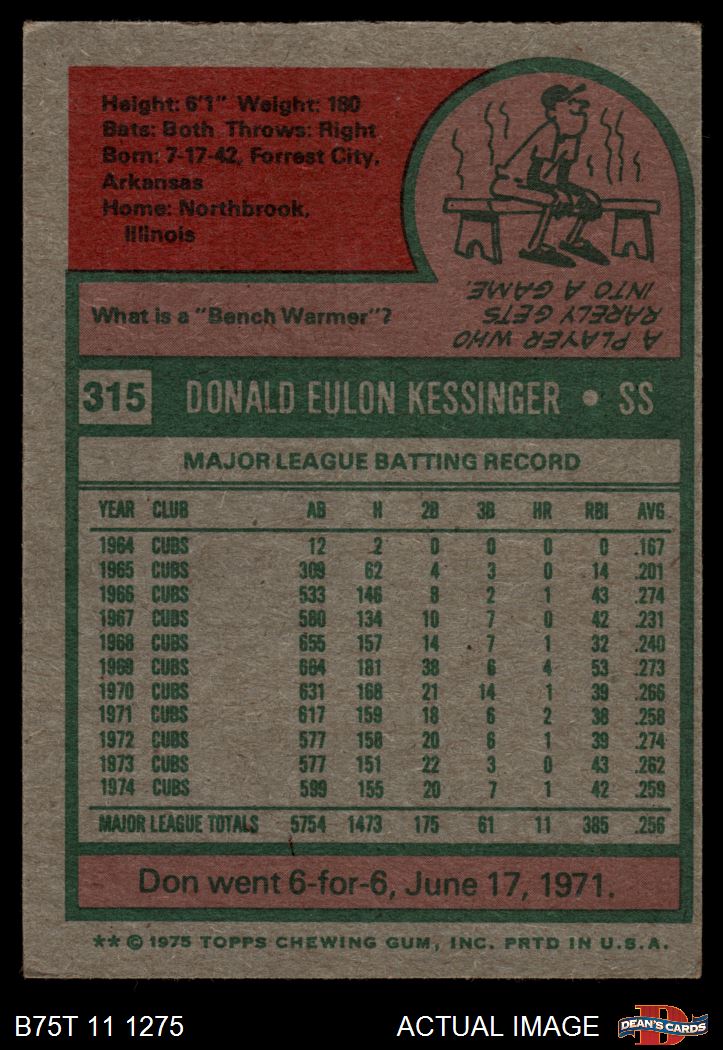 Height: 6'1" Weight: 180
Bats: Both Throws: Right
Born: 7-17-42, Forrest City,
Arkansas
Home: Northbrook,
Illinois
What is a "Bench Warmer"?
A PLAYER WHO
RARELY GETS
INTO A GAME.
315 DONALD EULON KESSINGER • SS
MAJOR LEAGUE BATTING RECORD
YEAR CLUB AB H 2B 3B HR RBI AVG.
1964 CUBS 12 2 0 0 0 0 .167
1965 CUBS 309 62 4 3 0 14 .201
1966 CUBS 533 146 8 2 1 43 .274
1967 CUBS 580 134 10 7 0 42 .231
1968 CUBS 655 157 14 7 1 32 .240
1969 CUBS 664 181 38 6 4 53 .273
1970 CUBS 631 168 21 14 1 39 .266
1971 CUBS 617 159 18 6 2 38 .258
1972 CUBS 577 158 20 6 1 39 .274
1973 CUBS 577 151 22 3 0 43 .262
1974 CUBS 599 155 20 7 1 42 .259
MAJOR LEAGUE TOTALS 5754 1473 175 61 11 385 .256
Don went 6-for-6, June 17, 1971.
** © 1975 TOPPS CHEWING GUM, INC. PRTD IN U.S.A.
B75T 11 1275 ACTUAL IMAGE
D
DEAN'S CARDS